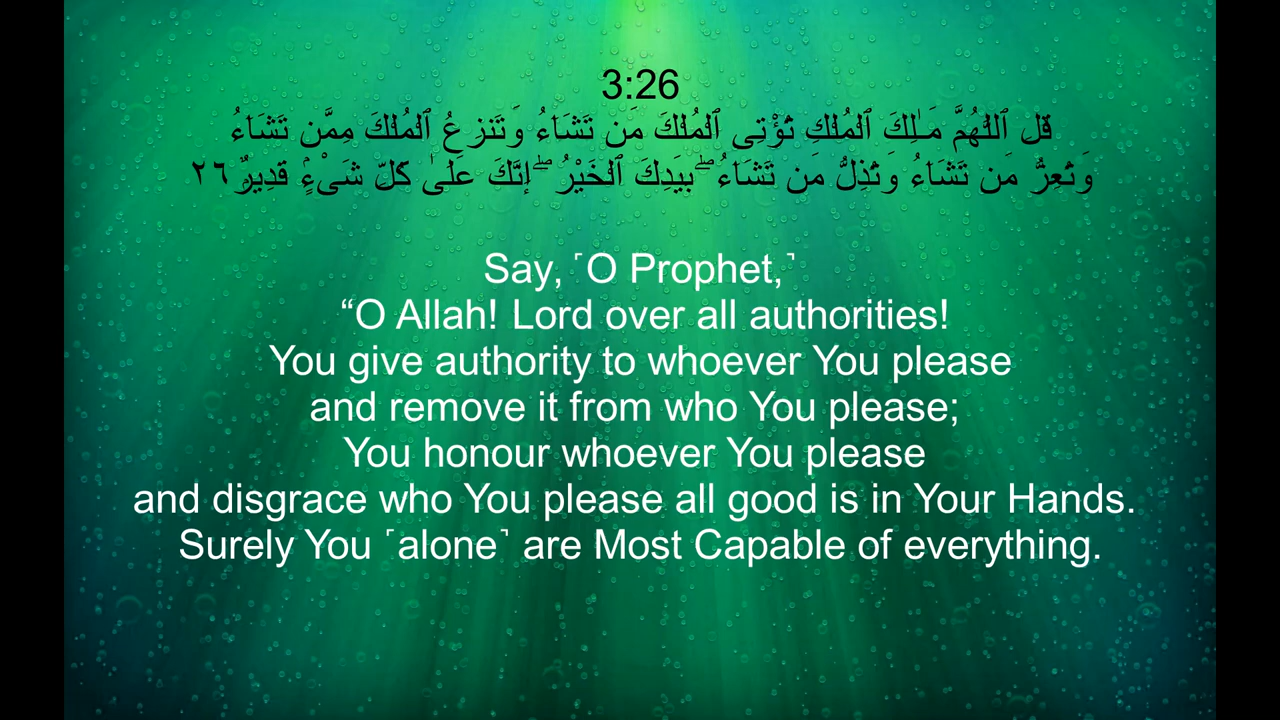 3:26
قُلِ ٱللَّهُمَّ مَـٰلِكَ ٱلْمُلْكِ تُؤْتِى ٱلْمُلْكَ مَن تَشَآءُ وَتَنزِعُ ٱلْمُلْكَ مِمَّن تَشَآءُ
وَتُعِزُّ مَن تَشَآءُ وَتُذِلُّ مَن تَشَآءُ ۖ بِيَدِكَ ٱلْخَيْرُ ۖ إِنَّكَ عَلَىٰ كُلِّ شَىْءٍۢ قَدِيرٌۭ ٢٦
Say, ˹O Prophet,˺
“O Allah! Lord over all authorities!
You give authority to whoever You please
and remove it from who You please;
You honour whoever You please
and disgrace who You please all good is in Your Hands.
Surely You ˹alone˺ are Most Capable of everything.